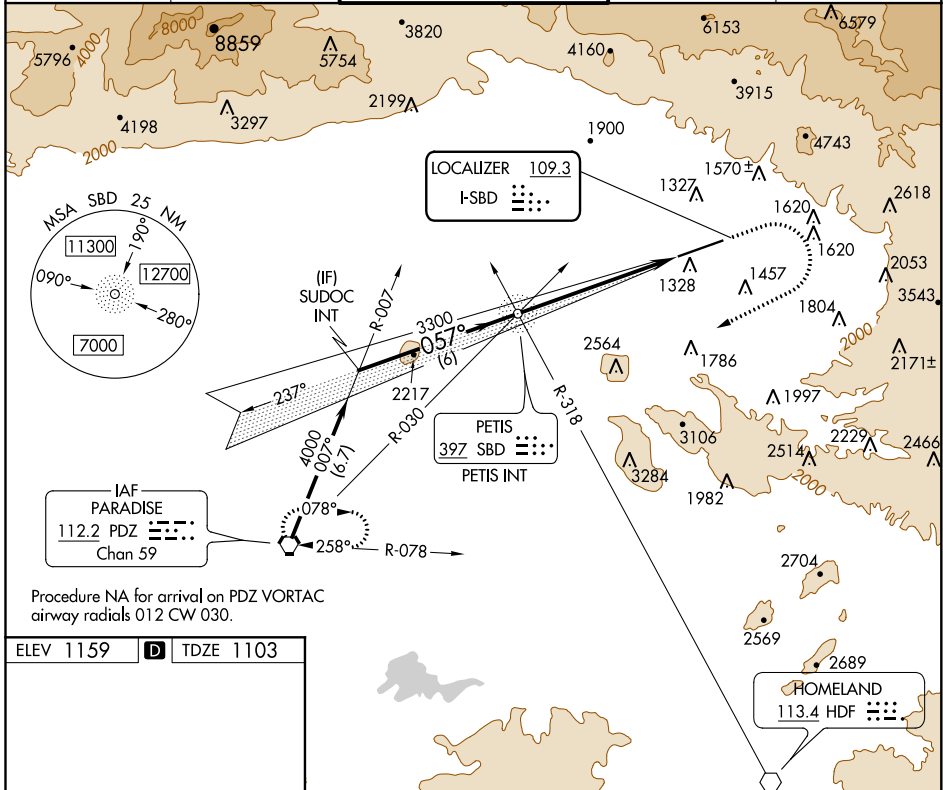 8000
8859
5796
4000
5754
3820
4160
6153
6579
3915
4198
3297
2199
2000
1900
4743
LOCALIZER 109.3
I-SBD
1570±
1327
2618
1620
1620
MSA SBD 25 NM
11300
190°
12700
090°
280°
7000
(IF)
SUDOC
INT
R-007
3300
057°
(6)
1328
1457
2053
3543
1804
2000
2171±
2217
237°
R-030
2564
1786
R-318
1997
PETIS
397 SBD
PETIS INT
3106
2229
2466
2514
3284
1982
2000
4000
007°
(6.7)
IAF
PARADISE
112.2 PDZ
Chan 59
078°
258°
R-078
2704
Procedure NA for arrival on PDZ VORTAC
airway radials 012 CW 030.
2569
ELEV 1159 D TDZE 1103
2689
HOMELAND
113.4 HDF